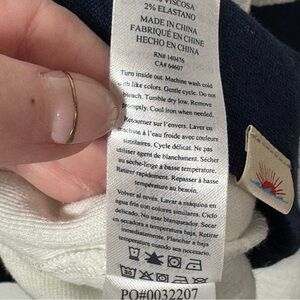 VISCOSA
2% ELASTANO
MADE IN CHINA
FABRIQUÉ EN CHINE
HECHO EN CHINA
RN# 140476
CA# 64607
Turn inside out. Machine wash cold
with like colors. Gentle cycle. Do not
bleach. Tumble dry low. Remove
promptly. Cool iron when needed.
Retourner sur l'envers. Laver en
machine à l'eau froide avec couleurs
similaires. Cycle délicat. Ne pas
utiliser agent de blanchiment. Sécher
au sèche-linge à basse température.
Retirer rapidement. Repasser à basse
température au besoin.
Volver al revés. Lavar a máquina en
agua fría con colores similares. Ciclo
delicado. No usar blanqueador. Secar
en secadora a baja temperatura. Retirar
inmediatamente. Planchar a baja
temperatura cuando sea necesario.
PO#0032207